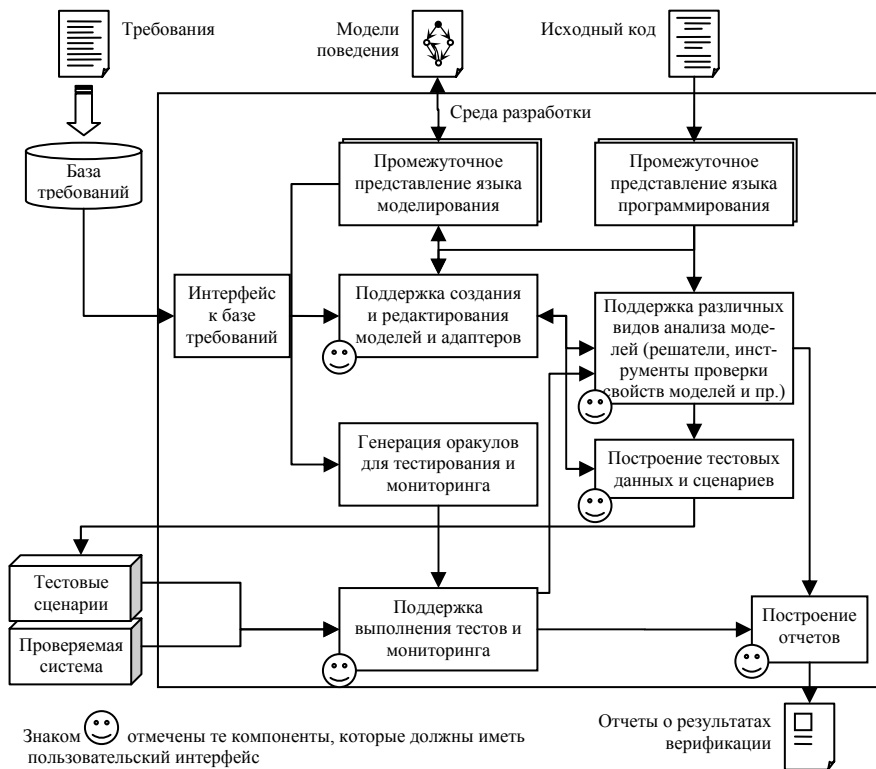 Требования
Модели
поведения
Исходный код
Среда разработки
База
требований
Промежуточное
представление языка
моделирования
Промежуточное
представление языка
программирования
Интерфейс
к базе
требований
Поддержка создания
и редактирования
моделей и адаптеров
Поддержка различных
видов анализа моде-
лей (решатели, инст-
рументы проверки
свойств моделей и пр.)
Генерация оракулов
для тестирования и
мониторинга
Построение тестовых
данных и сценариев
Тестовые
сценарии
Проверяемая
система
Поддержка
выполнения тестов и
мониторинга
Построение
отчетов
Знаком отмечены те компоненты, которые должны иметь
пользовательский интерфейс
Отчеты о результатах
верификации